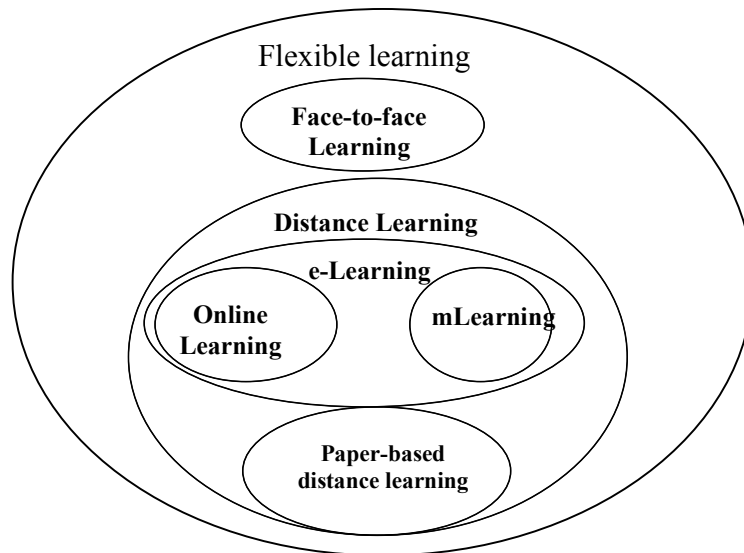 Flexible learning
Face-to-face
Learning
Distance Learning
e-Learning
Online
Learning
mLearning
Paper-based
distance learning